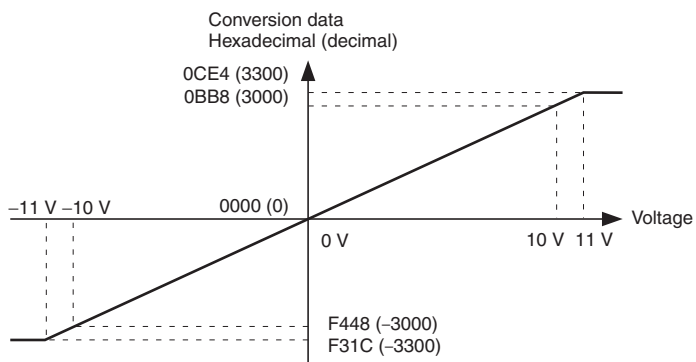 Conversion data
Hexadecimal (decimal)
0CE4 (3300)
0BB8 (3000)
−11 V −10 V
0000 (0)
Voltage
0 V
10 V
11 V
F448 (−3000)
F31C (−3300)